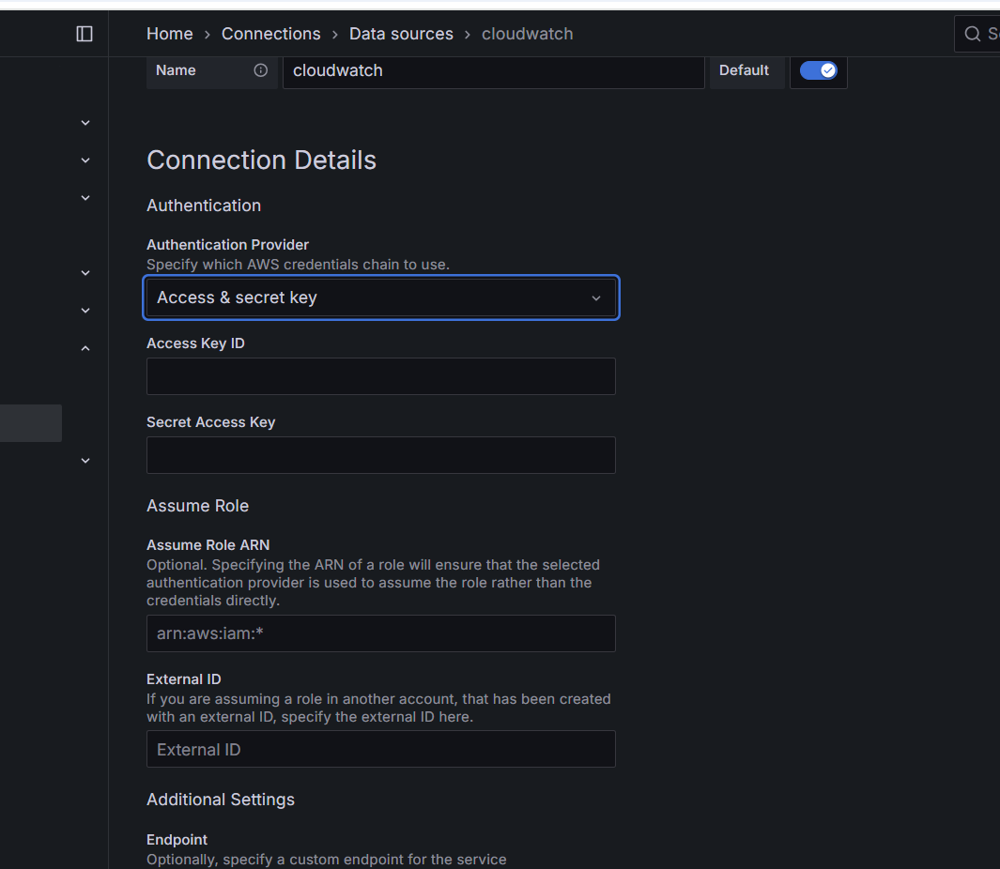 Home › Connections › Data sources › cloudwatch
Name cloudwatch Default
Connection Details
Authentication
Authentication Provider
Specify which AWS credentials chain to use.
Access & secret key
Access Key ID
Secret Access Key
Assume Role
Assume Role ARN
Optional. Specifying the ARN of a role will ensure that the selected
authentication provider is used to assume the role rather than the
credentials directly.
arn:aws:iam:*
External ID
If you are assuming a role in another account, that has been created
with an external ID, specify the external ID here.
External ID
Additional Settings
Endpoint
Optionally, specify a custom endpoint for the service